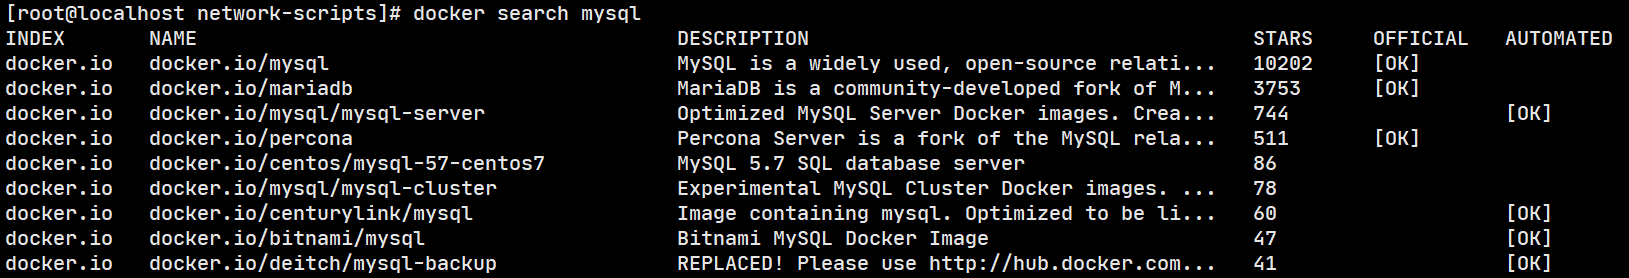 [root@localhost network-scripts]# docker search mysql
INDEX NAME DESCRIPTION STARS OFFICIAL AUTOMATED
docker.io docker.io/mysql MySQL is a widely used, open-source relati... 10202 [OK]
docker.io docker.io/mariadb MariaDB is a community-developed fork of M... 3753 [OK]
docker.io docker.io/mysql/mysql-server Optimized MySQL Server Docker images. Crea... 744 [OK]
docker.io docker.io/percona Percona Server is a fork of the MySQL rela... 511 [OK]
docker.io docker.io/centos/mysql-57-centos7 MySQL 5.7 SQL database server 86
docker.io docker.io/mysql/mysql-cluster Experimental MySQL Cluster Docker images. ... 78
docker.io docker.io/centurylink/mysql Image containing mysql. Optimized to be li... 60 [OK]
docker.io docker.io/bitnami/mysql Bitnami MySQL Docker Image 47 [OK]
docker.io docker.io/deitch/mysql-backup REPLACED! Please use http://hub.docker.com... 41 [OK]